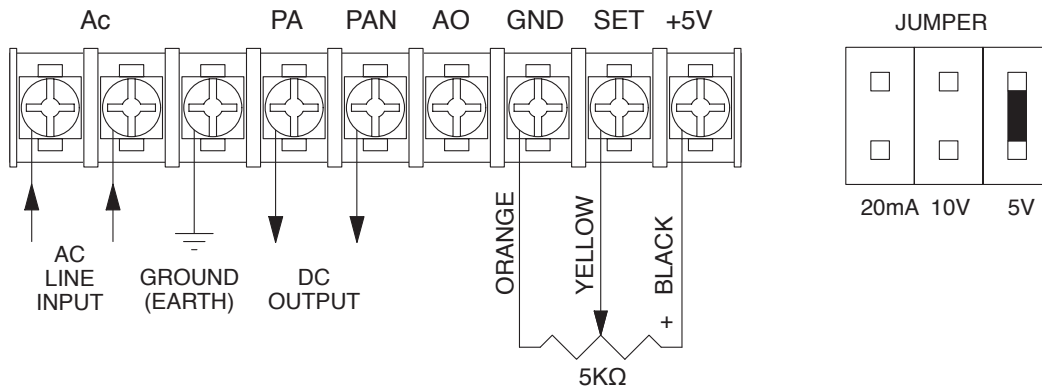 Ac PA PAN AO GND SET +5V
JUMPER
20mA 10V 5V
ORANGE
YELLOW
BLACK
AC
LINE
INPUT
GROUND
(EARTH)
DC
OUTPUT
+
5KΩ